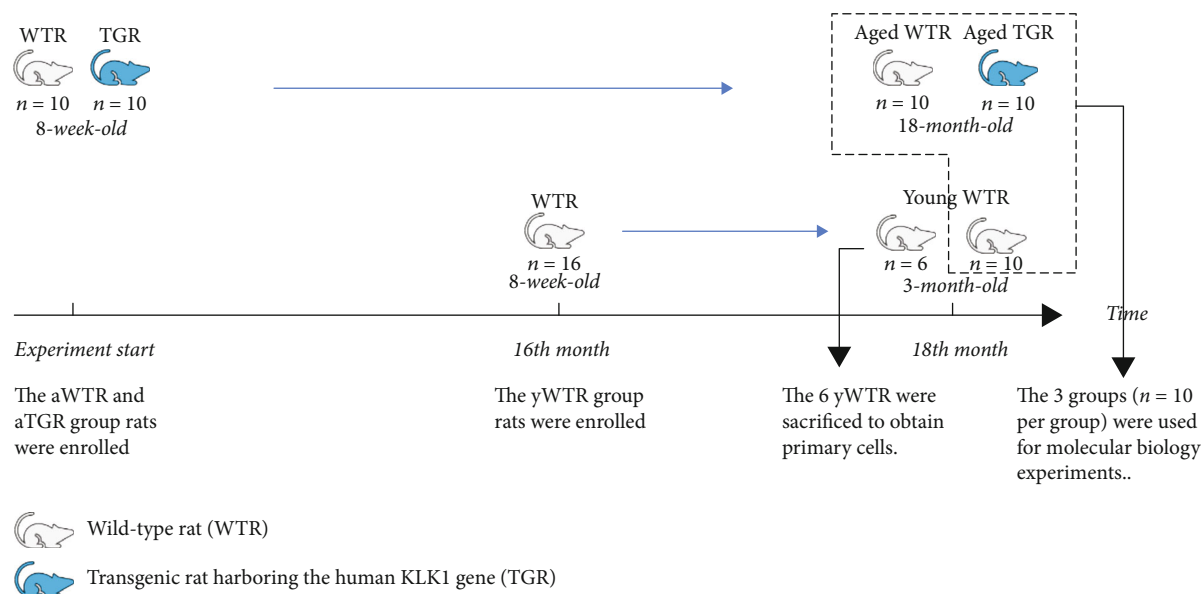 WTR TGR
n = 10 n = 10
8-week-old
Aged WTR Aged TGR
n = 10 n = 10
18-month-old
WTR
n = 16
8-week-old
Young WTR
n = 6 n = 10
3-month-old
Time
Experiment start
16th month
18th month
The aWTR and
aTGR group rats
were enrolled
The yWTR group
rats were enrolled
The 6 yWTR were
sacrificed to obtain
primary cells.
The 3 groups (n = 10
per group) were used
for molecular biology
experiments..
Wild-type rat (WTR)
Transgenic rat harboring the human KLK1 gene (TGR)